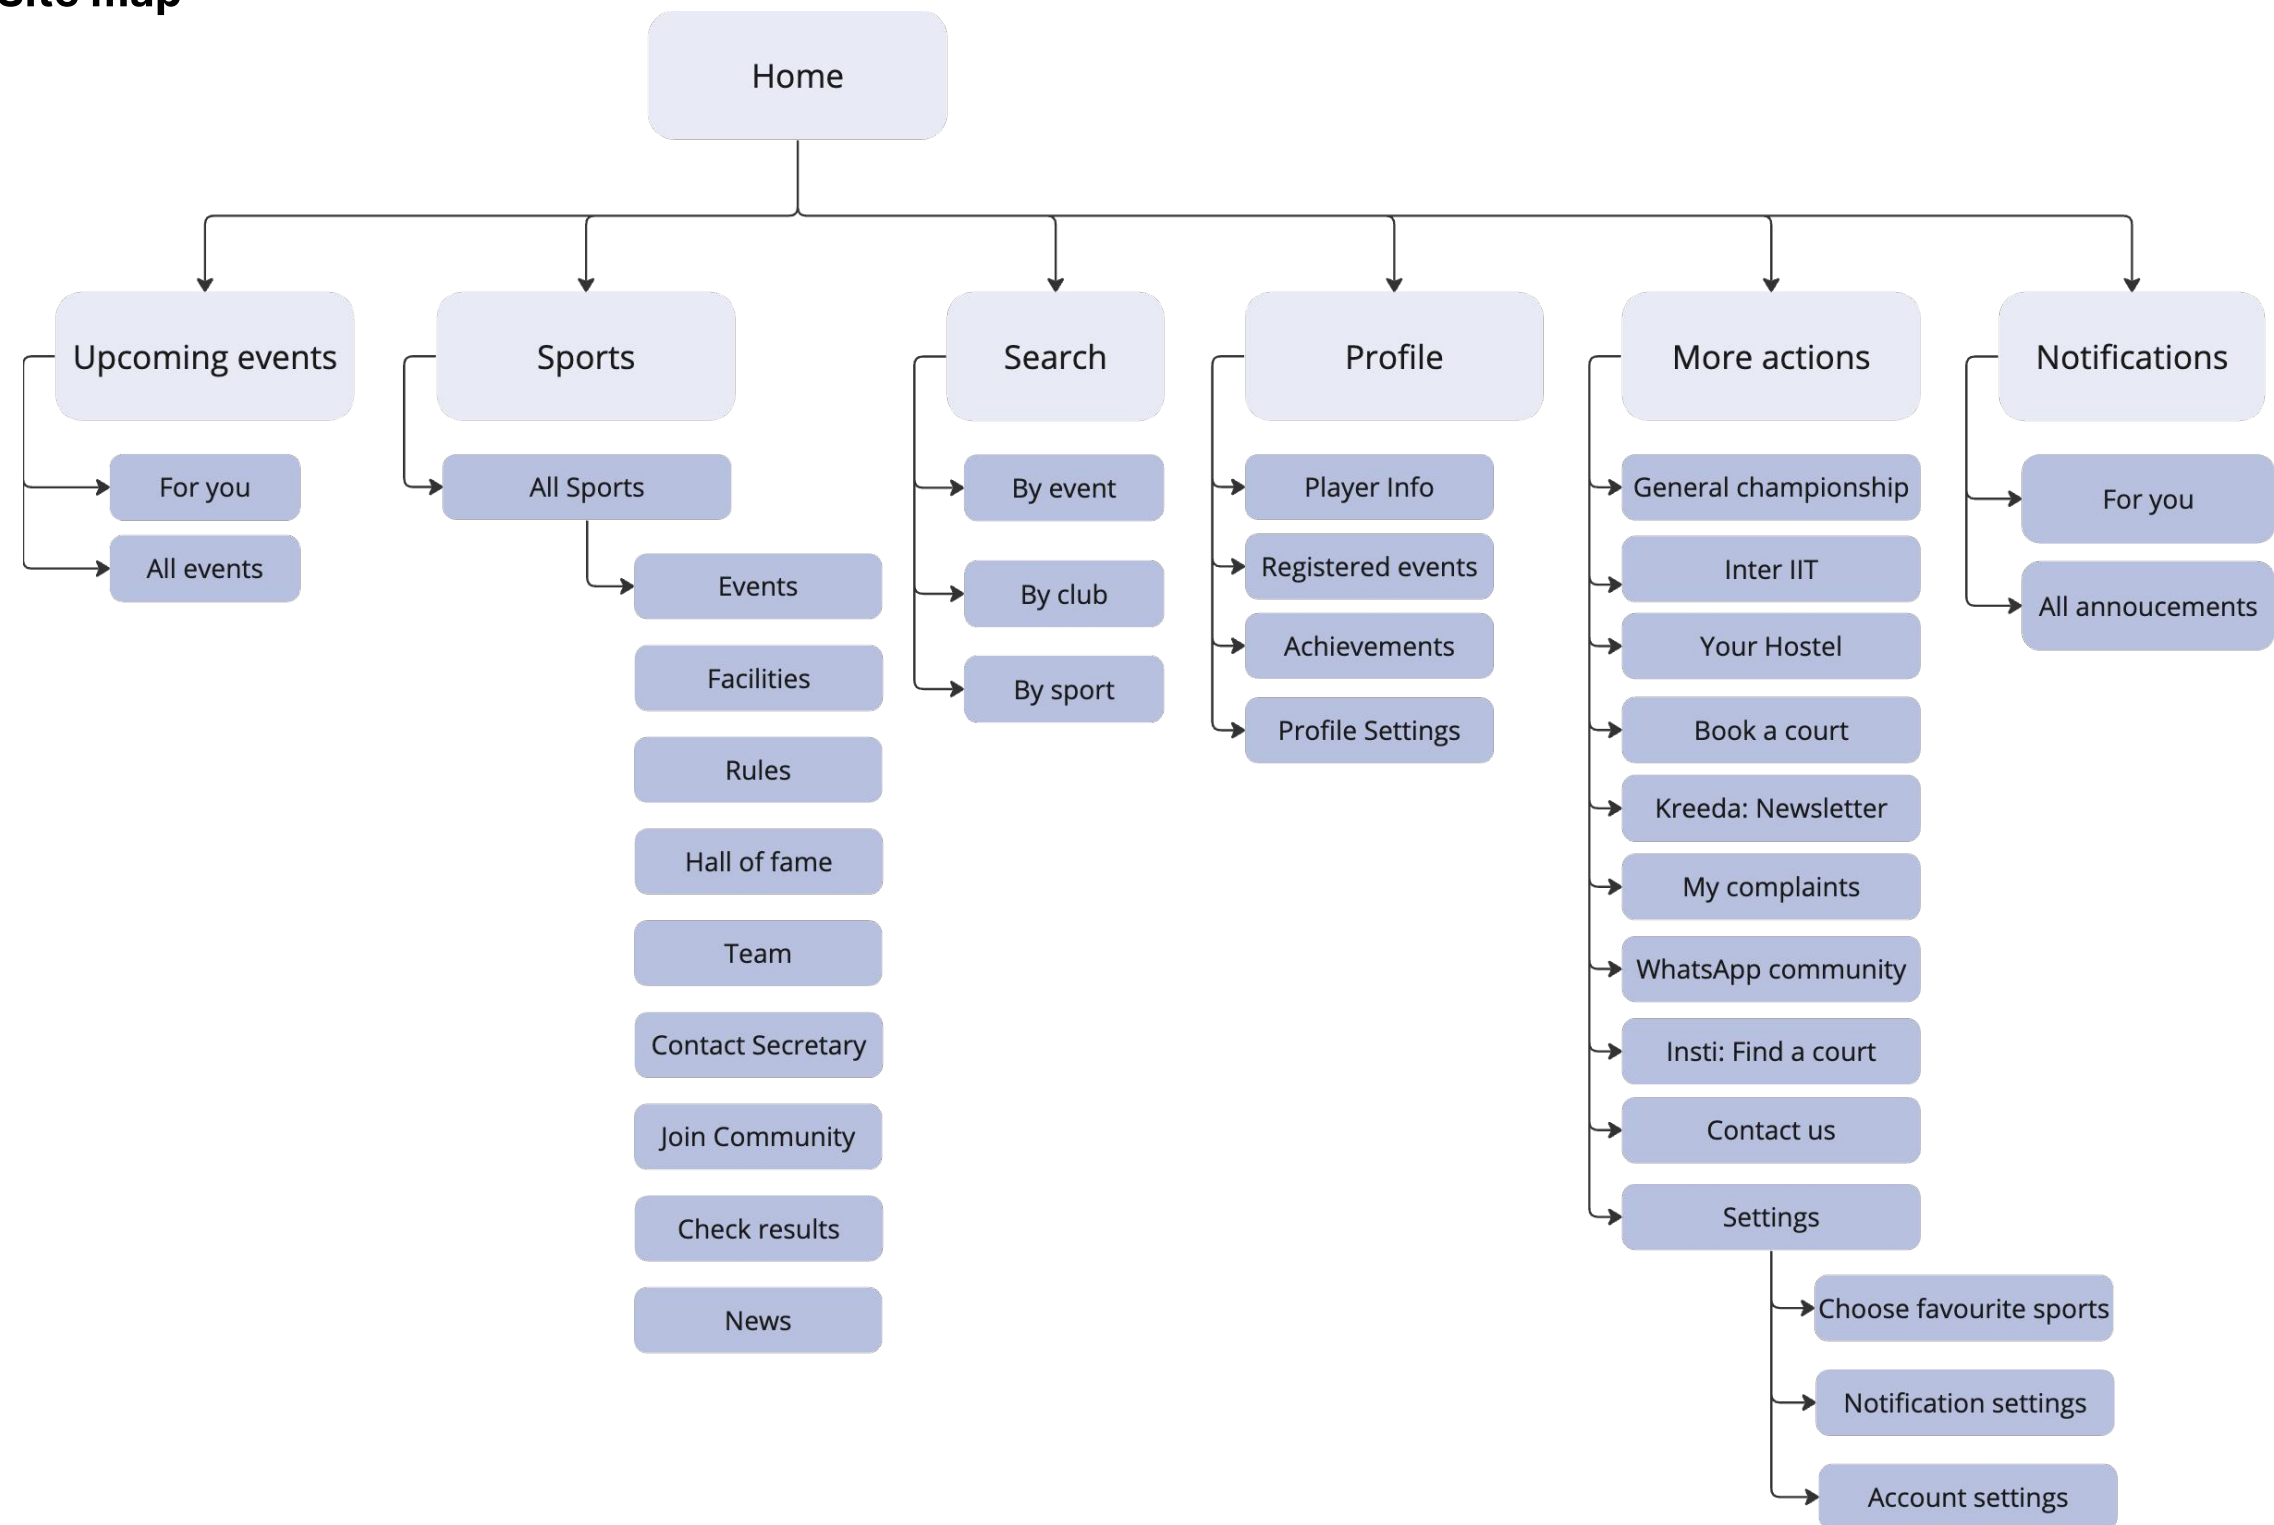 Site map
Home
Upcoming events
Sports
Search
Profile
More actions
Notifications
For you
All events
All Sports
Events
Facilities
Rules
Hall of fame
Team
Contact Secretary
Join Community
Check results
News
By event
By club
By sport
Player Info
Registered events
Achievements
Profile Settings
General championship
Inter IIT
Your Hostel
Book a court
Kreeda: Newsletter
My complaints
WhatsApp community
Insti: Find a court
Contact us
Settings
Choose favourite sports
Notification settings
Account settings
For you
All annoucements